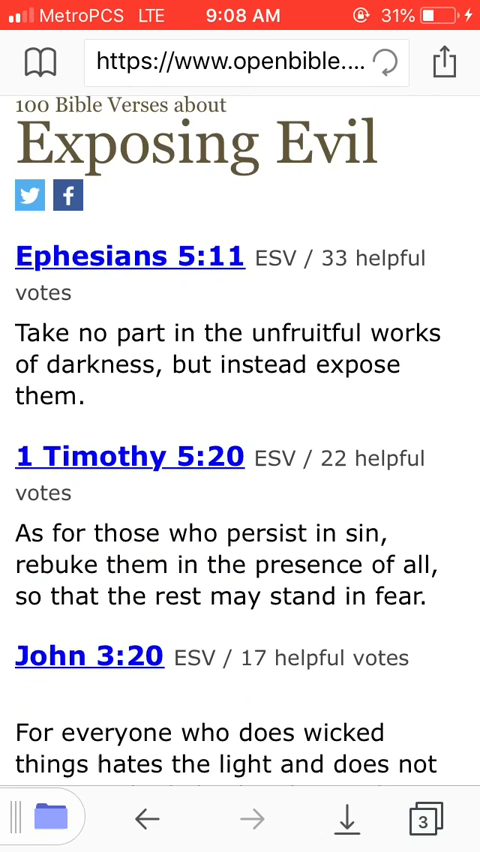 MetroPCS LTE 9:08 AM 31%
https://www.openbible....
100 Bible Verses about
Exposing Evil
Ephesians 5:11 ESV / 33 helpful
votes
Take no part in the unfruitful works
of darkness, but instead expose
them.
1 Timothy 5:20 ESV / 22 helpful
votes
As for those who persist in sin,
rebuke them in the presence of all,
so that the rest may stand in fear.
John 3:20 ESV / 17 helpful votes
For everyone who does wicked
things hates the light and does not
3